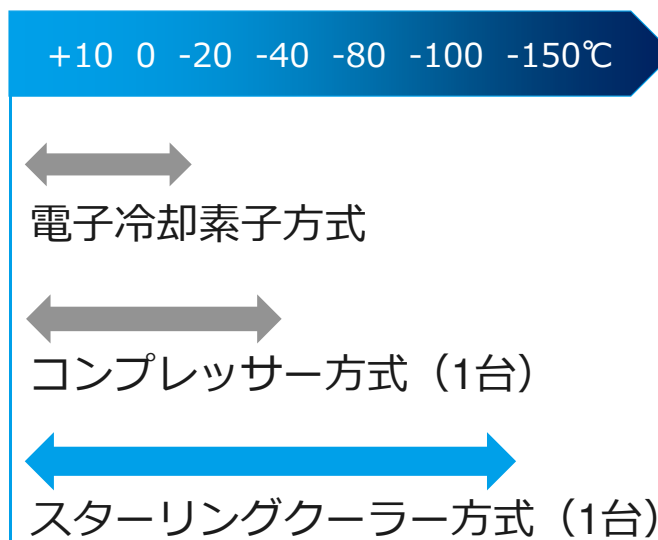 +10 0 -20 -40 -80 -100 -150℃
電子冷却素子方式
コンプレッサー方式（1台）
スターリングクーラー方式（1台）